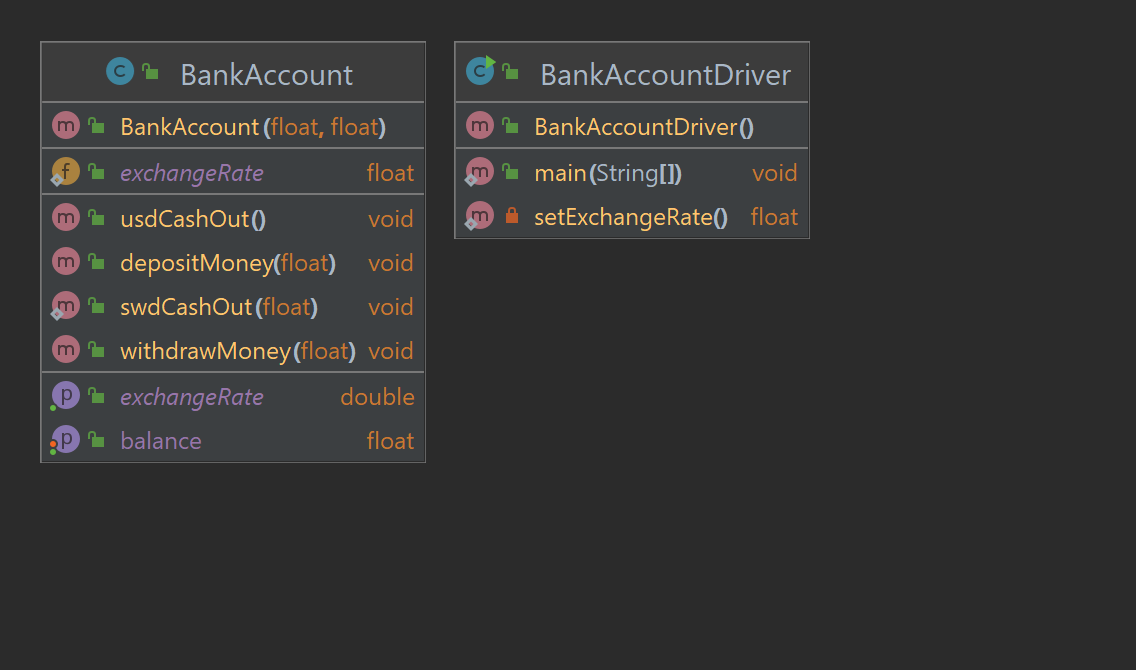 BankAccount
BankAccount(float, float)
exchangeRate float
usdCashOut() void
depositMoney(float) void
swdCashOut(float) void
withdrawMoney(float) void
exchangeRate double
balance float
BankAccountDriver
BankAccountDriver()
main(String[]) void
setExchangeRate() float